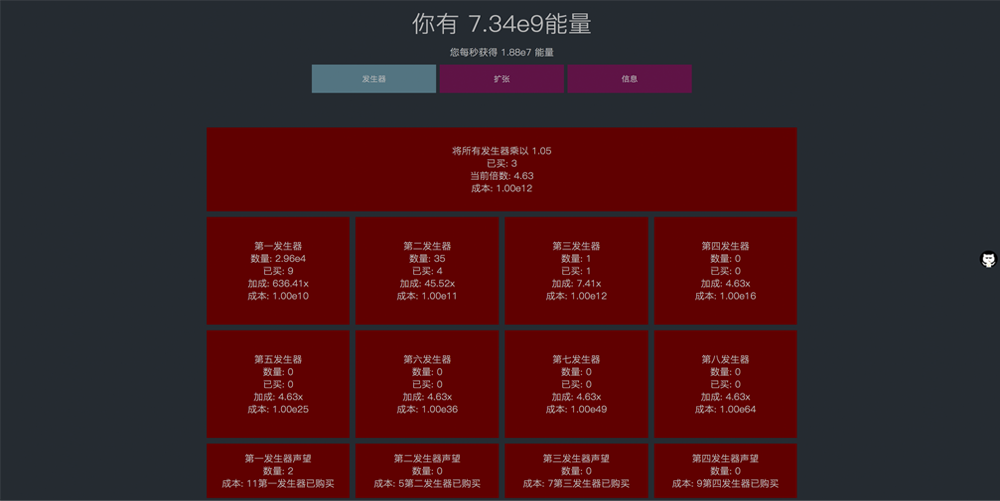 你有 7.34e9能量
您每秒获得 1.88e7 能量
发生器
扩张
信息
将所有发生器乘以 1.05
已买: 3
当前倍数: 4.63
成本: 1.00e12
第一发生器
数量: 2.96e4
已买: 9
加成: 636.41x
成本: 1.00e10
第二发生器
数量: 35
已买: 4
加成: 45.52x
成本: 1.00e11
第三发生器
数量: 1
已买: 1
加成: 7.41x
成本: 1.00e12
第四发生器
数量: 0
已买: 0
加成: 4.63x
成本: 1.00e16
第五发生器
数量: 0
已买: 0
加成: 4.63x
成本: 1.00e25
第六发生器
数量: 0
已买: 0
加成: 4.63x
成本: 1.00e36
第七发生器
数量: 0
已买: 0
加成: 4.63x
成本: 1.00e49
第八发生器
数量: 0
已买: 0
加成: 4.63x
成本: 1.00e64
第一发生器声望
数量: 2
成本: 11第一发生器已购买
第二发生器声望
数量: 0
成本: 5第二发生器已购买
第三发生器声望
数量: 0
成本: 7第三发生器已购买
第四发生器声望
数量: 0
成本: 9第四发生器已购买